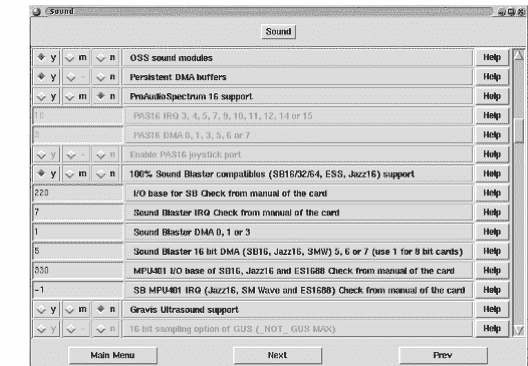 Sound
Sound
y m n OSS sound modules Help
y - n Persistent DMA buffers Help
y m n ProAudioSpectrum 16 support Help
10 PAS16 IRQ 3, 4, 5, 7, 9, 10, 11, 12, 14 or 15 Help
3 PAS16 DMA 0, 1, 3, 5, 6 or 7 Help
y - n Enable PAS16 joystick port Help
y m n 100% Sound Blaster compatibles (SB16/32/64, ESS, Jazz16) support Help
220 I/O base for SB Check from manual of the card Help
7 Sound Blaster IRQ Check from manual of the card Help
1 Sound Blaster DMA 0, 1 or 3 Help
5 Sound Blaster 16 bit DMA (SB16, Jazz16, SMW) 5, 6 or 7 (use 1 for 8 bit cards) Help
330 MPU401 I/O base of SB16, Jazz16 and ES1688 Check from manual of the card Help
-1 SB MPU401 IRQ (Jazz16, SM Wave and ES1688) Check from manual of the card Help
y m n Gravis Ultrasound support Help
y - n 16 bit sampling option of GUS (_NOT_ GUS MAX) Help
Main Menu Next Prev